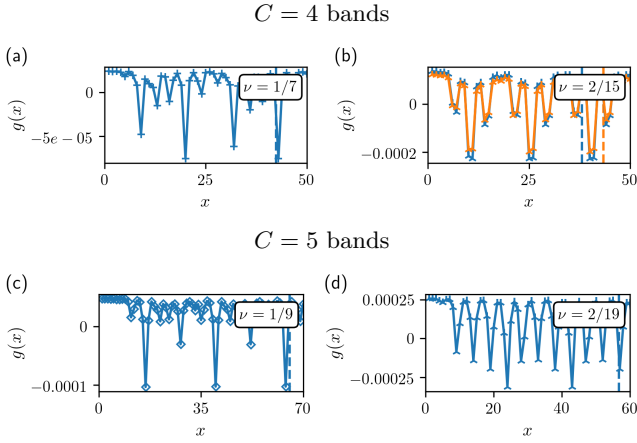 C = 4 bands
(a)
(b)
ν = 1/7
ν = 2/15
0
−5e − 05
g(x)
0
−0.0002
g(x)
0
25
50
0
25
50
x
x
C = 5 bands
(c)
(d)
ν = 1/9
ν = 2/19
0
−0.0001
g(x)
0.00025
0
−0.00025
g(x)
0
35
70
0
20
40
60
x
x